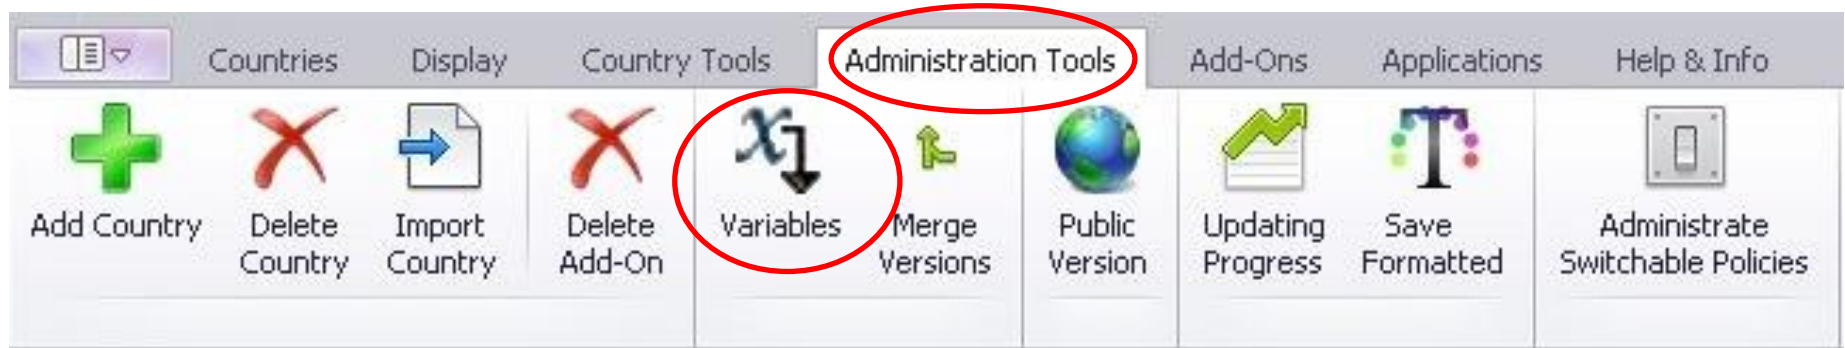 Countries Display Country Tools Administration Tools Add-Ons Applications Help & Info
Add Country
Delete
Country
Import
Country
Delete
Add-On
Variables
Merge
Versions
Public
Version
Updating
Progress
Save
Formatted
Administrate
Switchable Policies